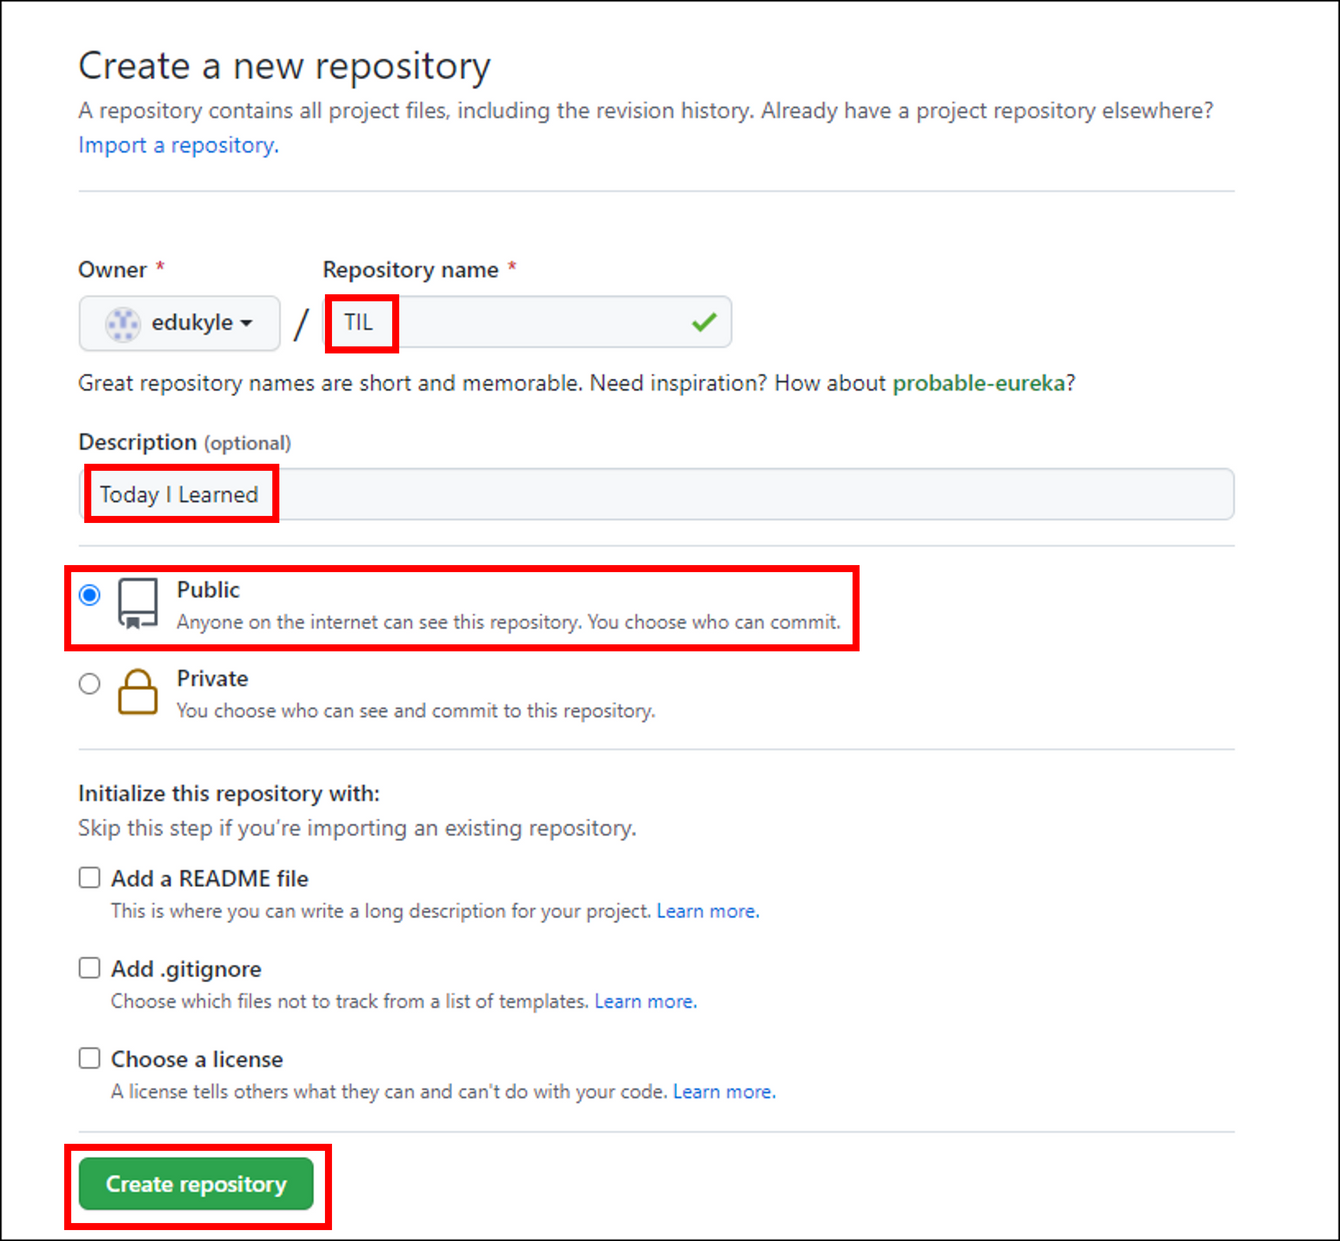 Create a new repository
A repository contains all project files, including the revision history. Already have a project repository elsewhere?
Import a repository.
Owner * Repository name *
edukyle / TIL
Great repository names are short and memorable. Need inspiration? How about probable-eureka?
Description (optional)
Today I Learned
Public
Anyone on the internet can see this repository. You choose who can commit.
Private
You choose who can see and commit to this repository.
Initialize this repository with:
Skip this step if you're importing an existing repository.
Add a README file
This is where you can write a long description for your project. Learn more.
Add .gitignore
Choose which files not to track from a list of templates. Learn more.
Choose a license
A license tells others what they can and can't do with your code. Learn more.
Create repository